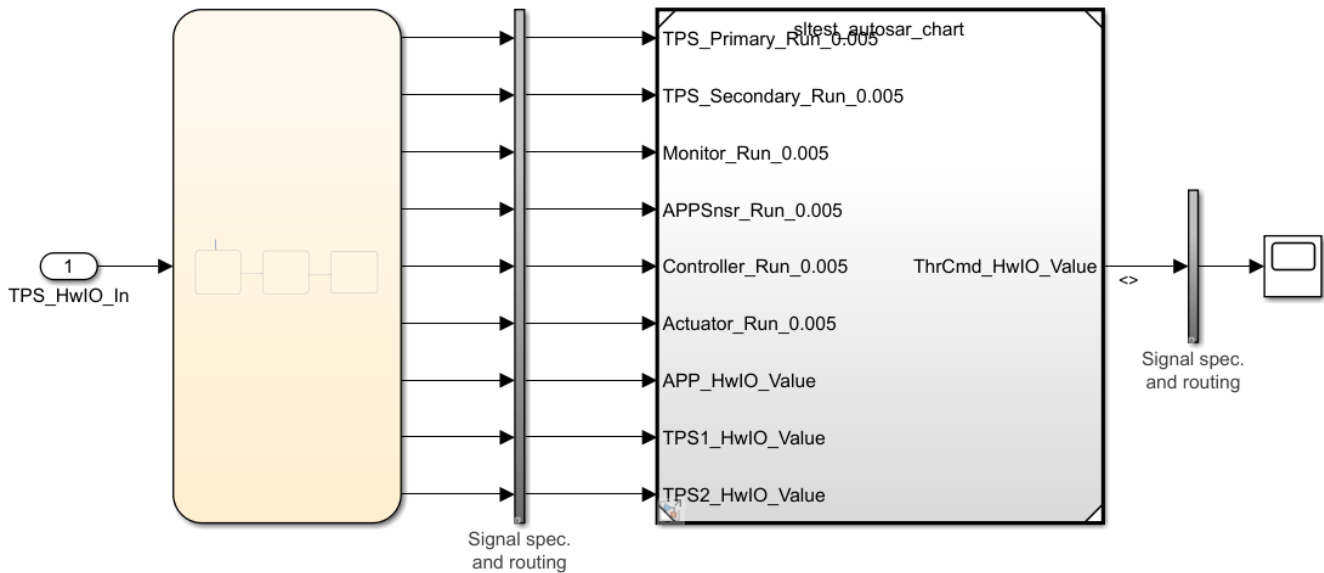 sltest_autosar_chart
TPS_Primary_Run_0.005
TPS_Secondary_Run_0.005
Monitor_Run_0.005
APPSnsr_Run_0.005
1
TPS_HwIO_In
Controller_Run_0.005
ThrCmd_HwIO_Value
<>
Actuator_Run_0.005
APP_HwIO_Value
TPS1_HwIO_Value
TPS2_HwIO_Value
Signal spec.
and routing
Signal spec.
and routing